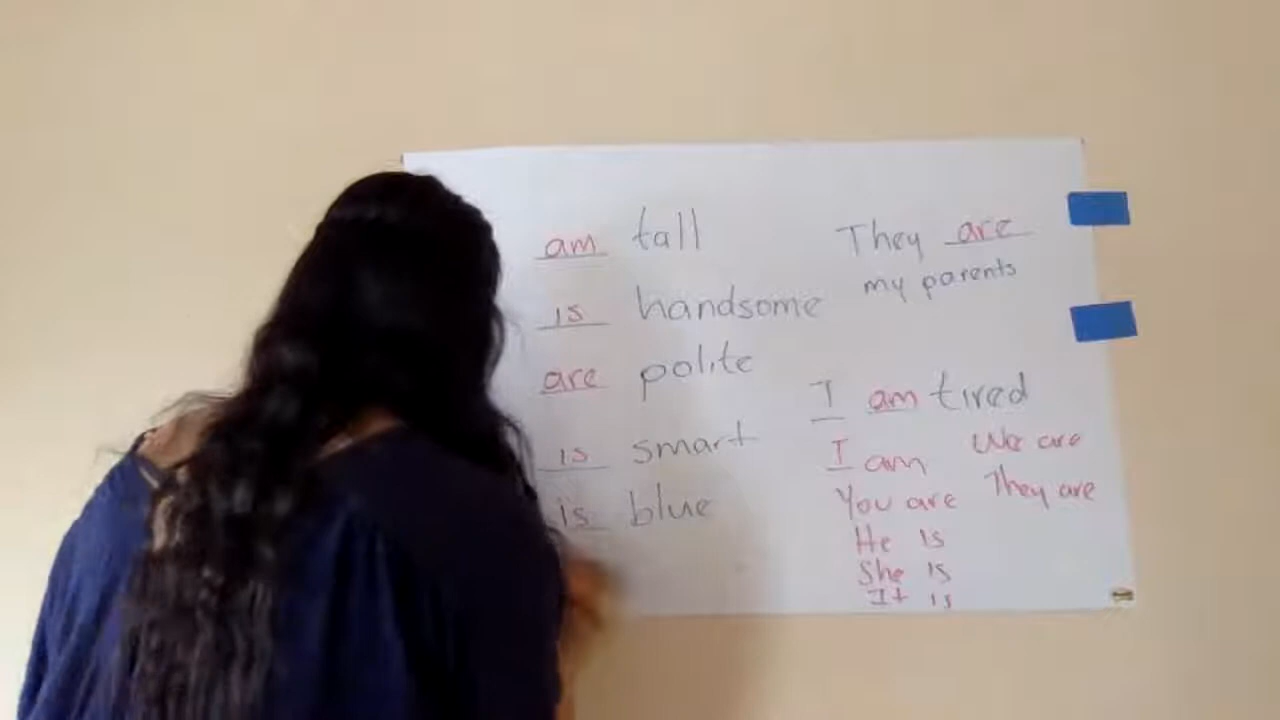 am tall
is handsome
are polite
is smart
is blue
They are
my parents
I am tired
I am We are
You are They are
He is
She is
It is